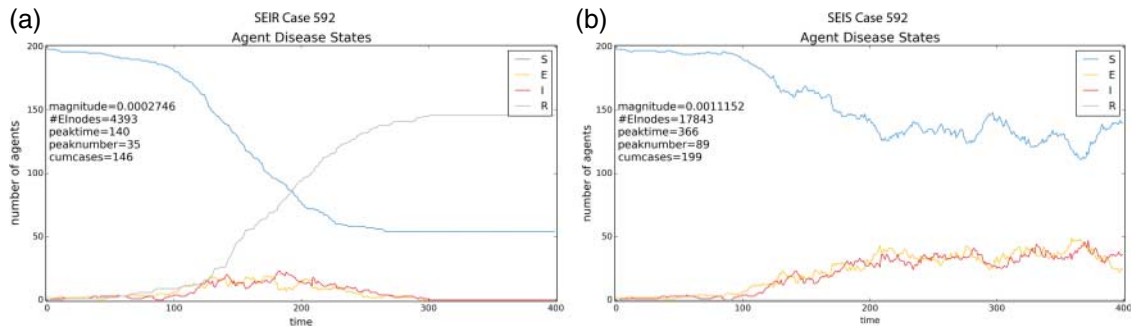 (a)
SEIR Case 592
Agent Disease States
200
150
100
50
0
number of agents
magnitude=0.0002746
#EInodes=4393
peaktime=140
peaknumber=35
cumcases=146
S
E
I
R
0 100 200 300 400
time
(b)
SEIS Case 592
Agent Disease States
200
150
100
50
0
number of agents
magnitude=0.0011152
#EInodes=17843
peaktime=366
peaknumber=89
cumcases=199
S
E
I
R
0 100 200 300 400
time